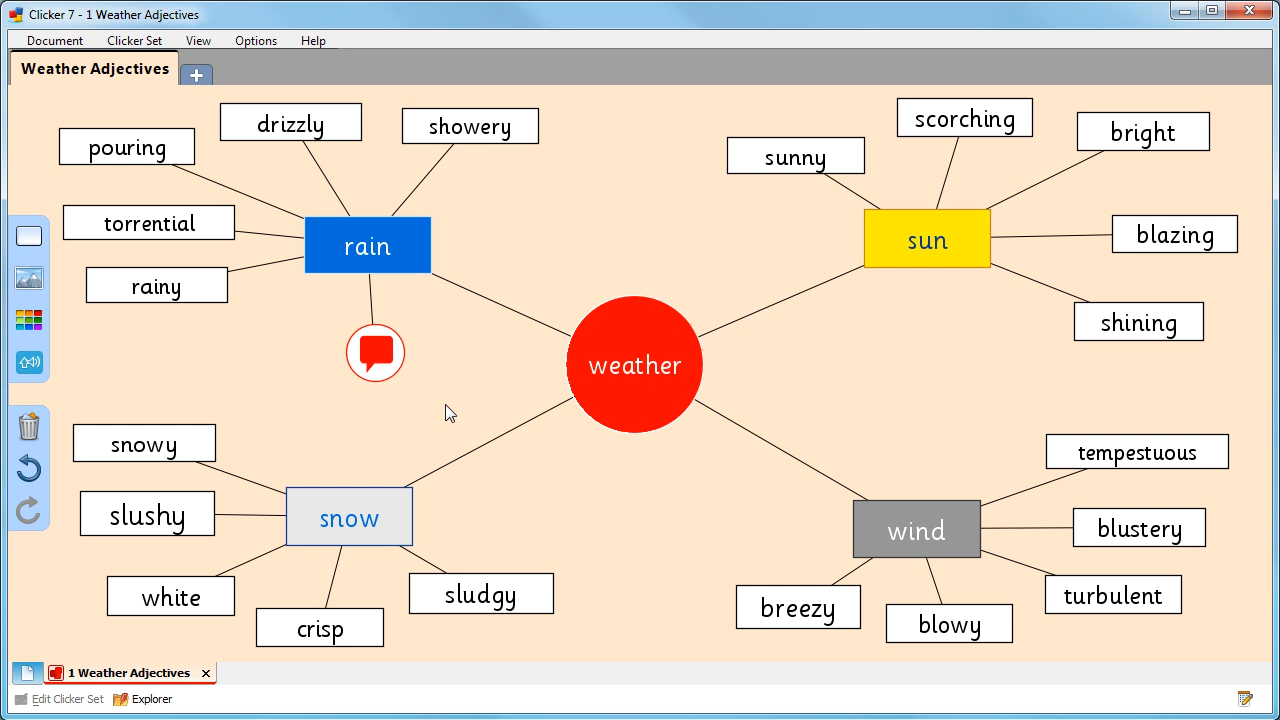 Clicker 7 - 1 Weather Adjectives
Document Clicker Set View Options Help
Weather Adjectives
drizzly
showery
pouring
torrential
rainy
rain
scorching
bright
sunny
blazing
sun
shining
weather
snowy
slushy
snow
white
sludgy
crisp
tempestuous
blustery
wind
turbulent
breezy
blowy
1 Weather Adjectives
Edit Clicker Set Explorer